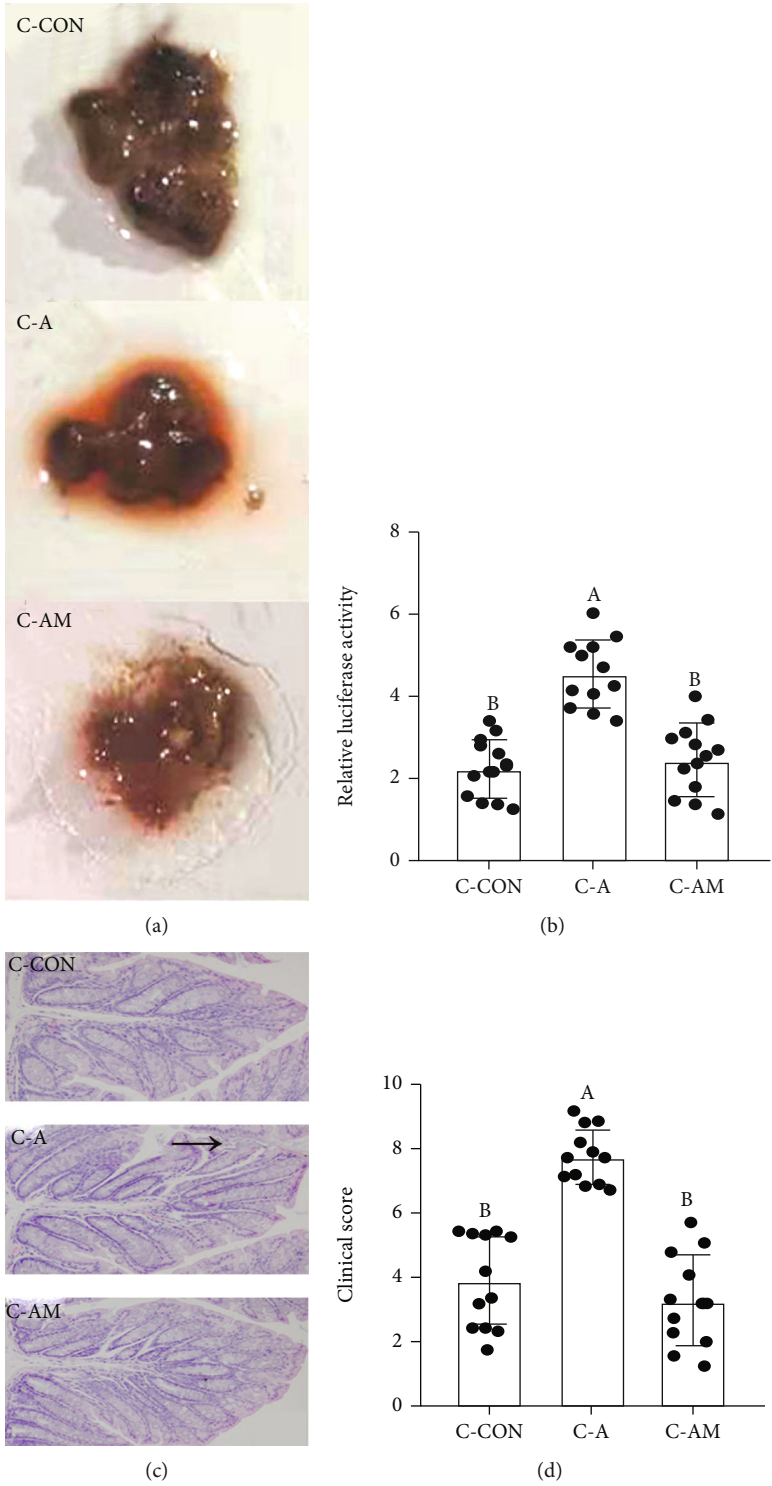 C-CON
C-A
C-AM
(a)
Relative luciferase activity
8
6
4
2
0
B
A
B
C-CON
C-A
C-AM
(b)
C-CON
C-A
C-AM
(c)
Clinical score
10
8
6
4
2
0
B
A
B
C-CON
C-A
C-AM
(d)